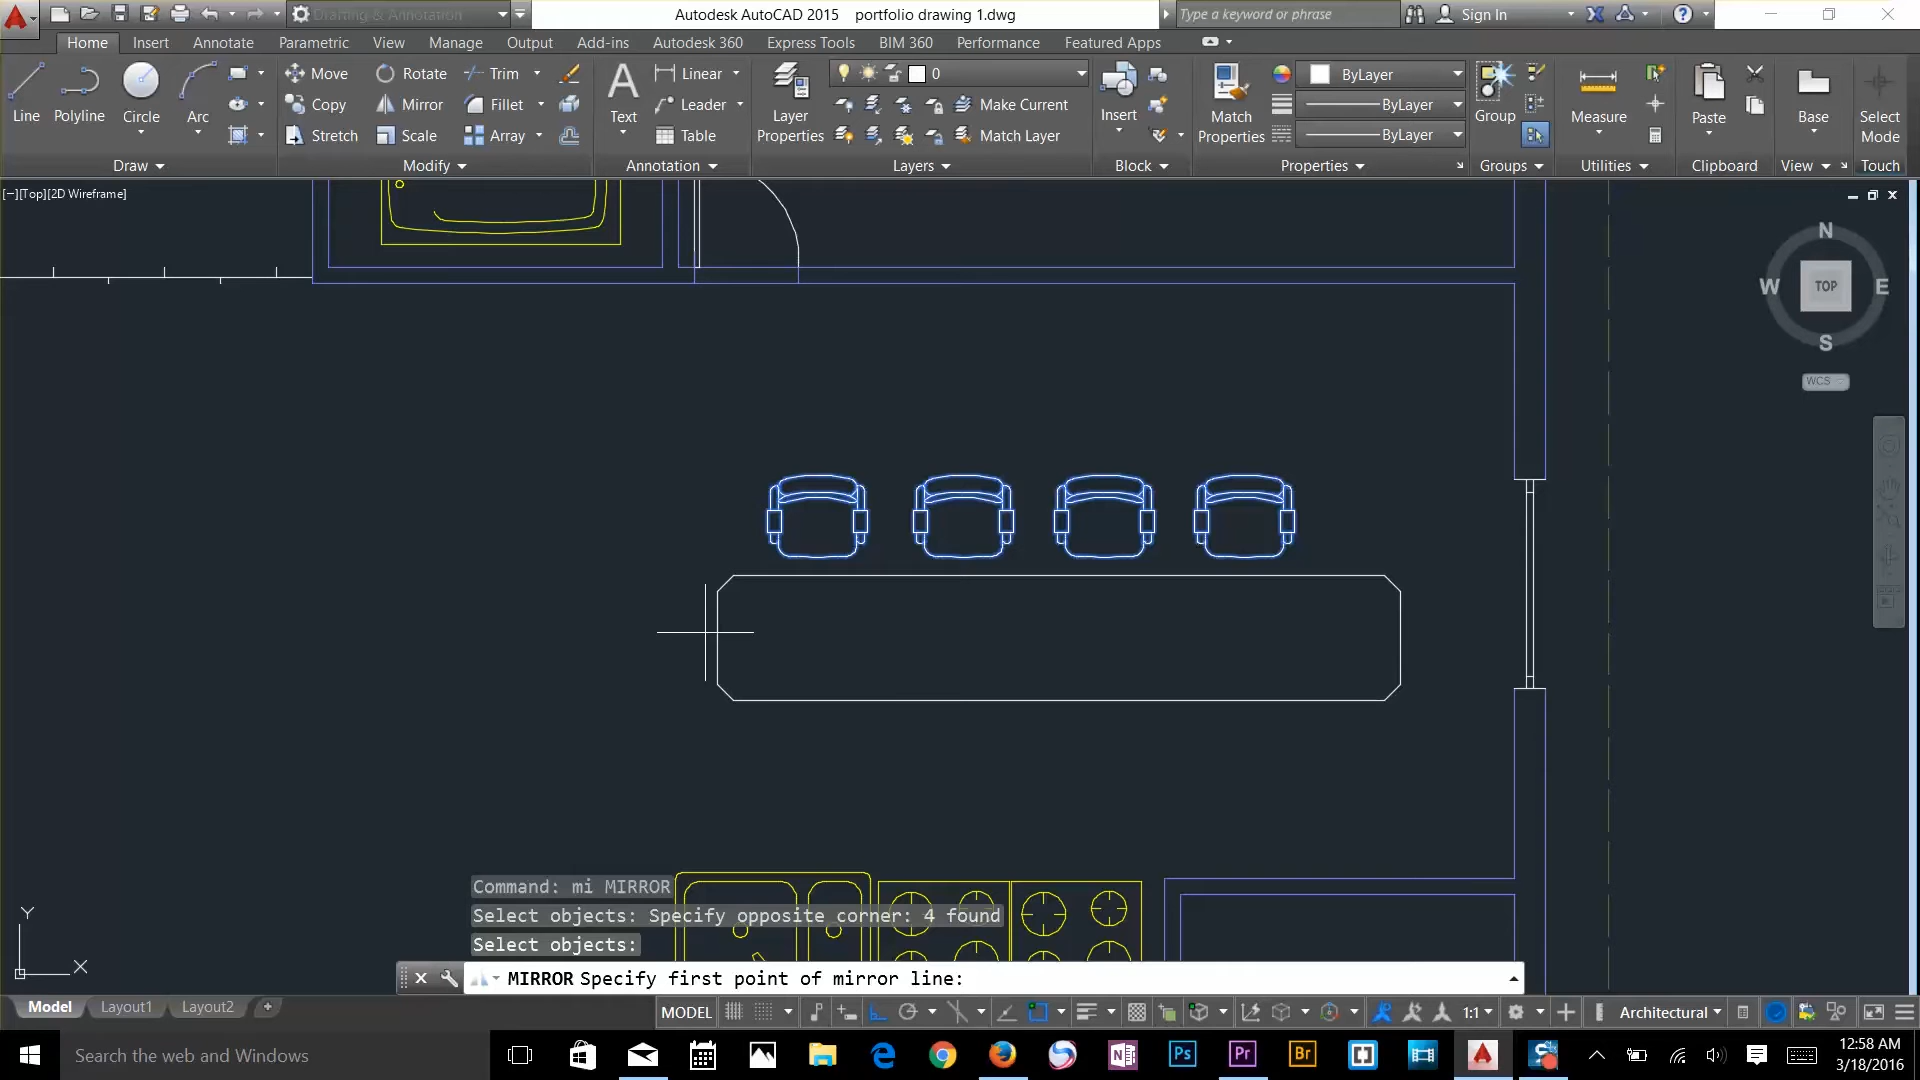 Drafting & Annotation
Autodesk AutoCAD 2015 portfolio drawing 1.dwg
Type a keyword or phrase
Sign In
Home Insert Annotate Parametric View Manage Output Add-ins Autodesk 360 Express Tools BIM 360 Performance Featured Apps
Line Polyline Circle Arc
Move Rotate Trim
Copy Mirror Fillet
Stretch Scale Array
Text
Linear
Leader
Table
Layer Properties
0
Make Current
Match Layer
Insert
Match Properties
ByLayer
ByLayer
ByLayer
Group
Measure
Paste
Base
Select Mode
Draw Modify Annotation Layers Block Properties Groups Utilities Clipboard View Touch
[−][Top][2D Wireframe]
N
W TOP E
S
WCS
Command: mi MIRROR
Select objects: Specify opposite corner: 4 found
Select objects:
MIRROR Specify first point of mirror line:
Y
X
Model Layout1 Layout2
MODEL 1:1 Architectural
Search the web and Windows
N Ps Pr Br
12:58 AM
3/18/2016